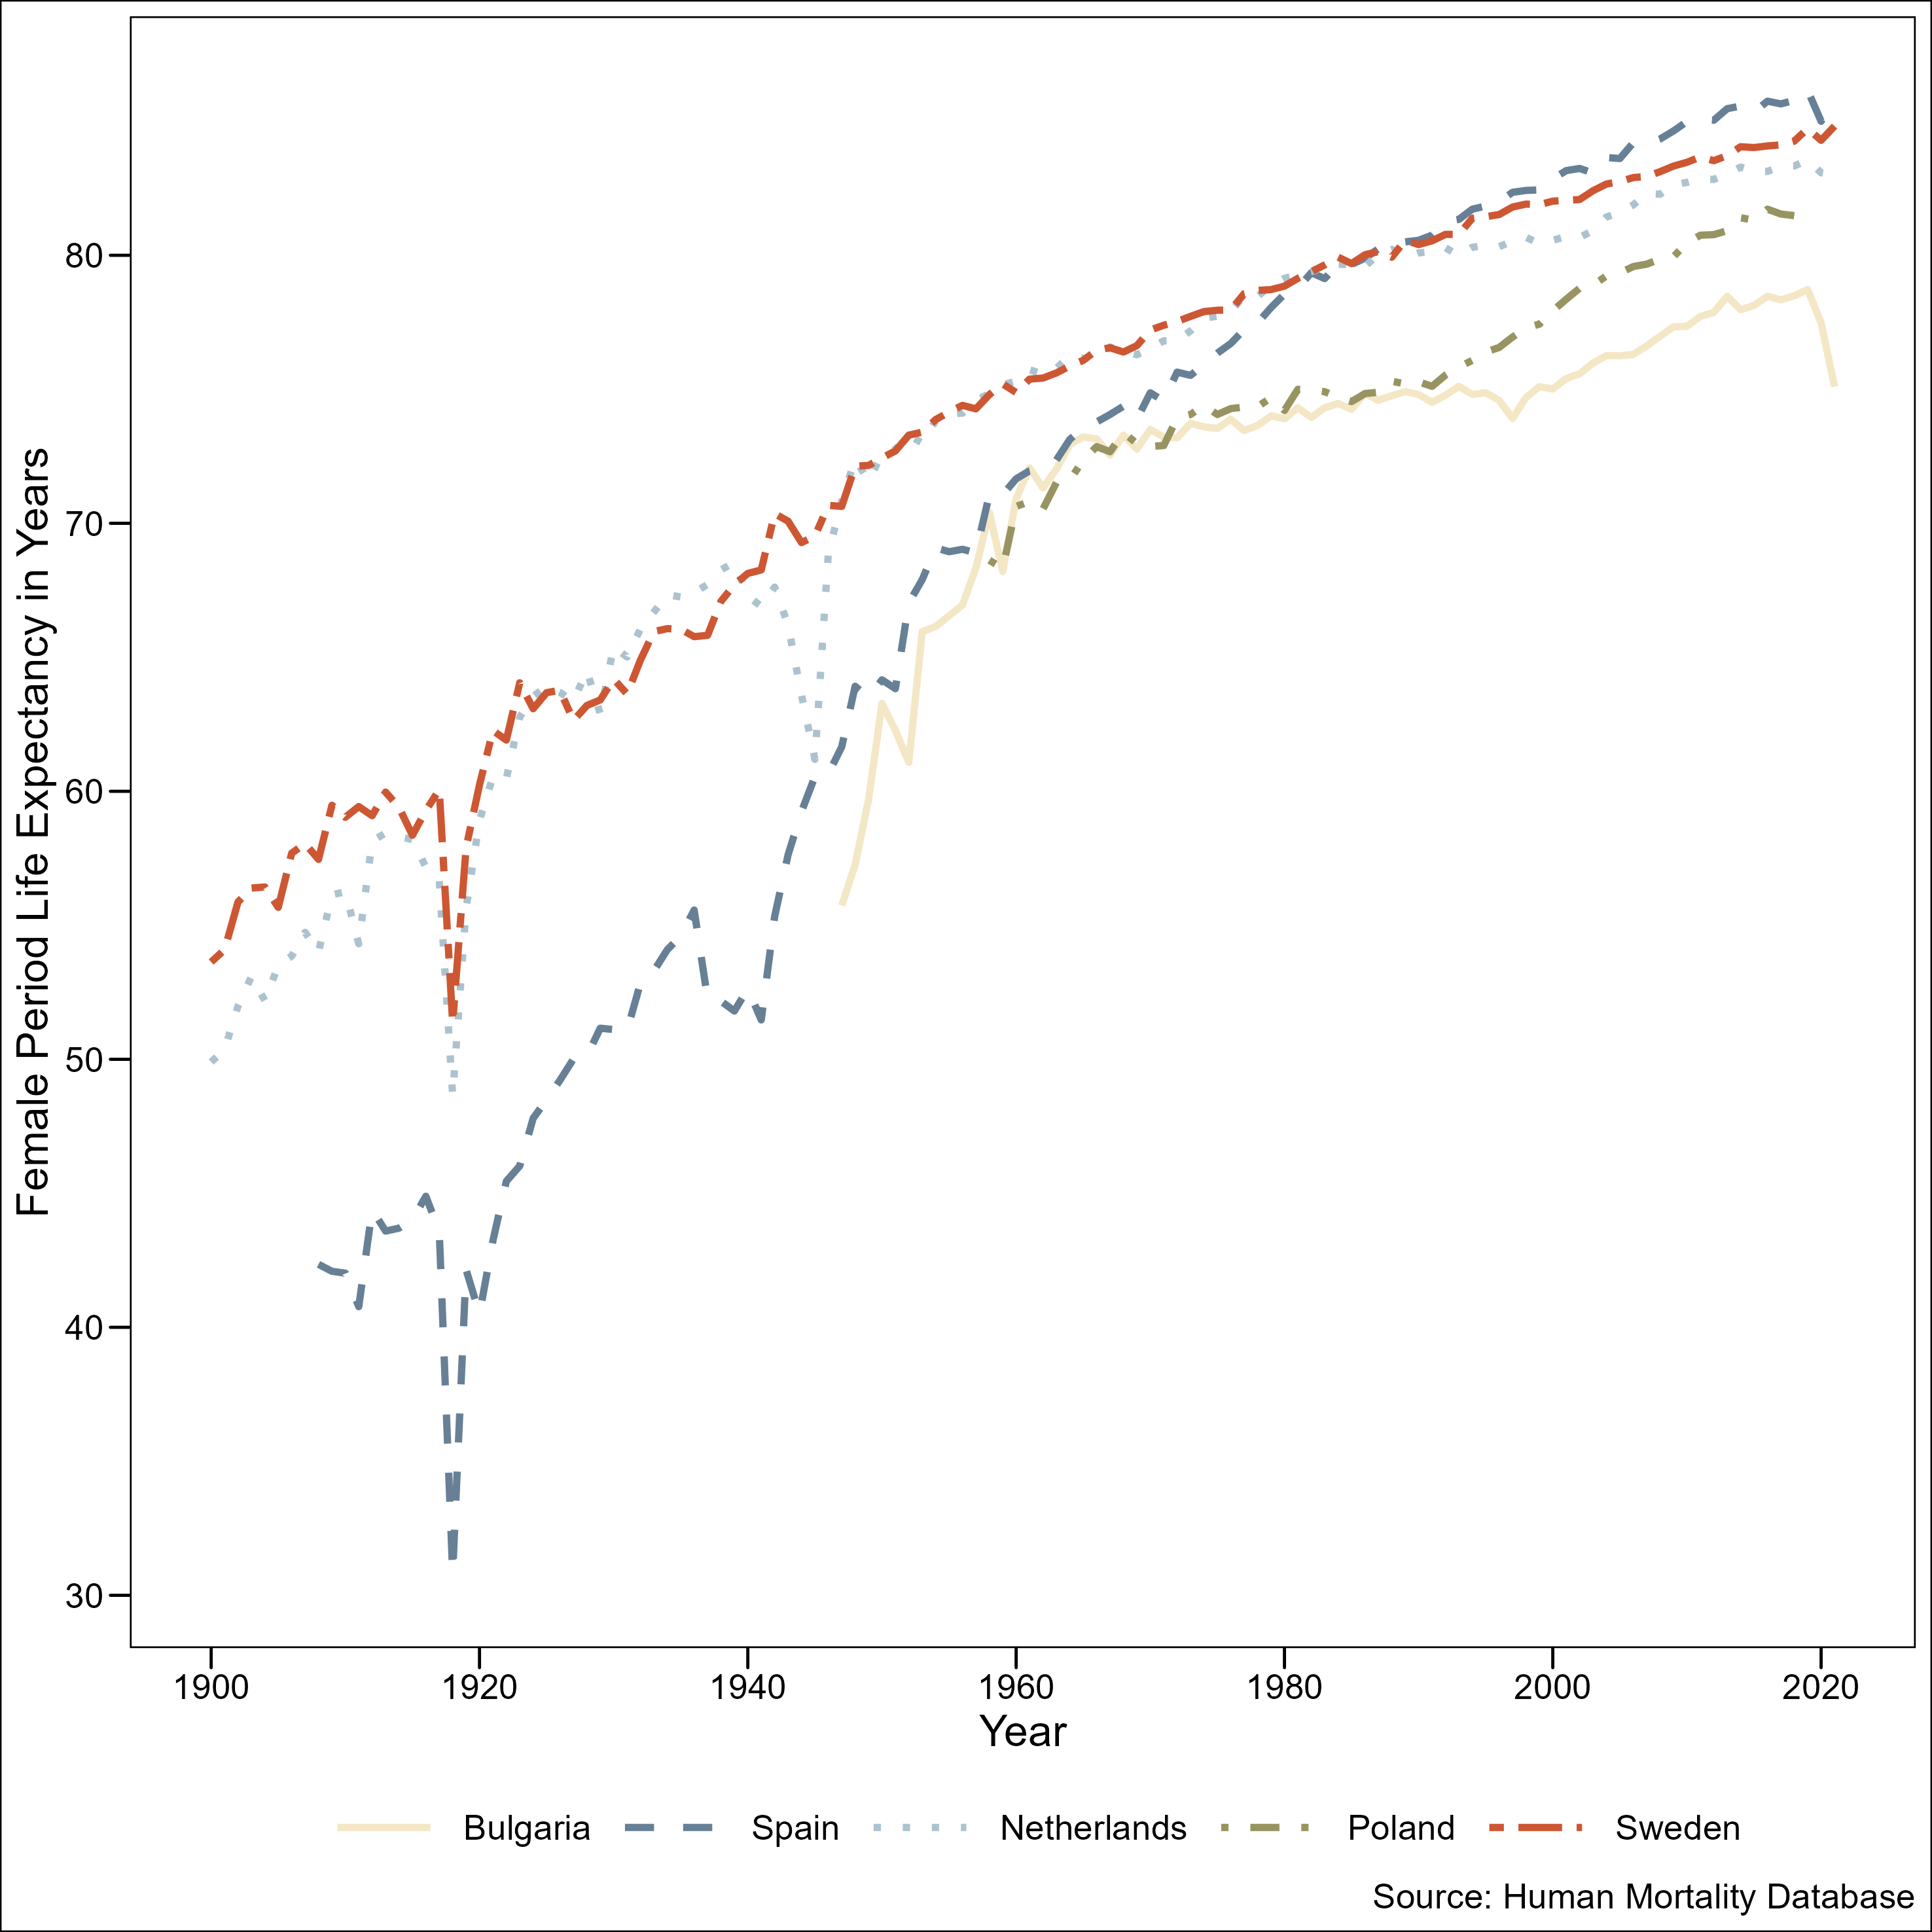 Female Period Life Expectancy in Years
80
70
60
50
40
30
1900 1920 1940 1960 1980 2000 2020
Year
Bulgaria Spain Netherlands Poland Sweden
Source: Human Mortality Database